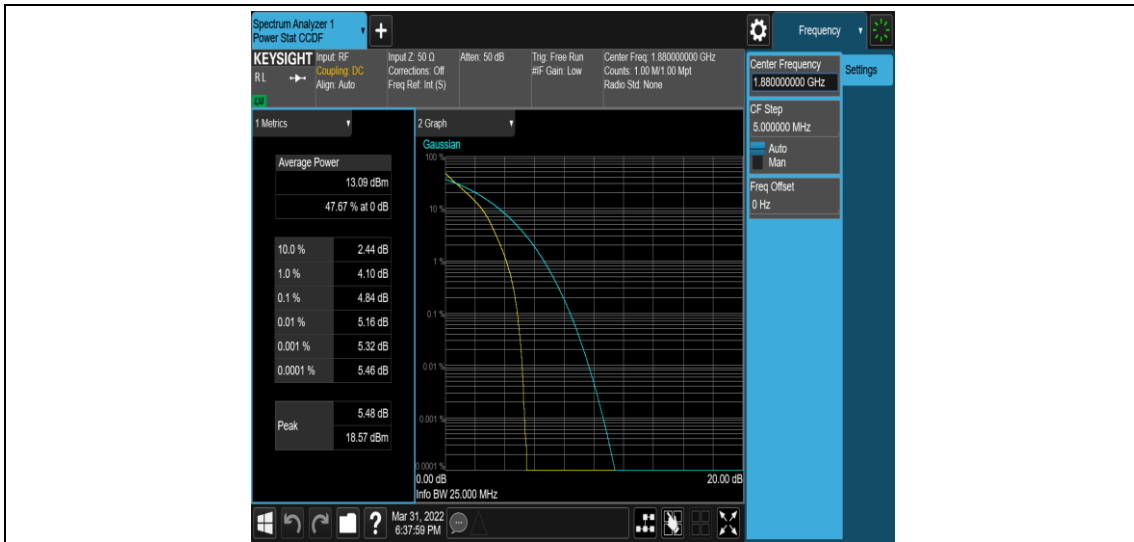 Spectrum Analyzer 1
Power Stat CCDF
+
Frequency
KEYSIGHT
RL
LXI
Input: RF
Coupling: DC
Align: Auto
Input Z: 50 Ω
Corrections: Off
Freq Ref: Int (S)
Atten: 50 dB
Trig: Free Run
#IF Gain: Low
Center Freq: 1.880000000 GHz
Counts: 1.00 M/1.00 Mpt
Radio Std: None
Center Frequency
1.880000000 GHz
Settings
CF Step
5.000000 MHz
Auto
Man
Freq Offset
0 Hz
1 Metrics
Average Power
13.09 dBm
47.67 % at 0 dB
10.0 % 2.44 dB
1.0 % 4.10 dB
0.1 % 4.84 dB
0.01 % 5.16 dB
0.001 % 5.32 dB
0.0001 % 5.46 dB
Peak
5.48 dB
18.57 dBm
2 Graph
Gaussian
100 %
10 %
1 %
0.1 %
0.01 %
0.001 %
0.0001 %
0.00 dB 20.00 dB
Info BW 25.000 MHz
?
Mar 31, 2022
6:37:59 PM